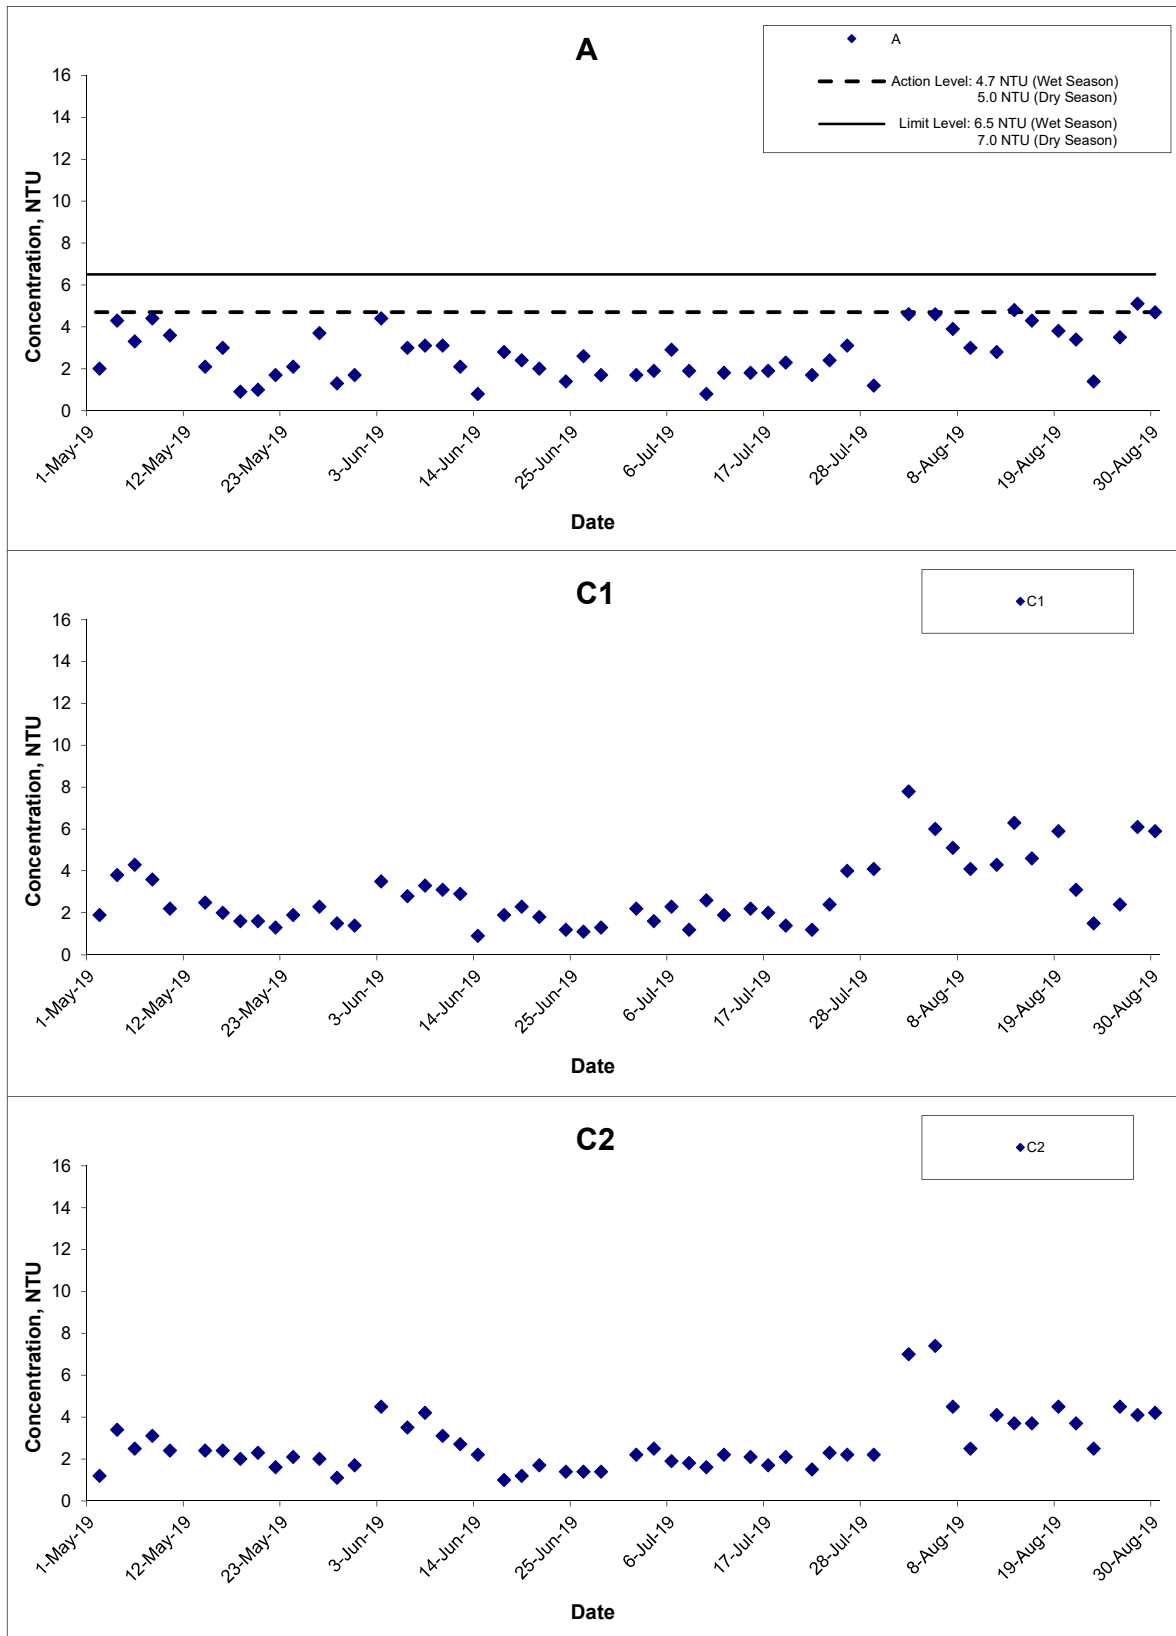 A
A
Action Level: 4.7 NTU (Wet Season)
5.0 NTU (Dry Season)
Limit Level: 6.5 NTU (Wet Season)
7.0 NTU (Dry Season)
Concentration, NTU
16
14
12
10
8
6
4
2
0
1-May-19
12-May-19
23-May-19
3-Jun-19
14-Jun-19
25-Jun-19
6-Jul-19
17-Jul-19
28-Jul-19
8-Aug-19
19-Aug-19
30-Aug-19
Date
C1
C1
Concentration, NTU
16
14
12
10
8
6
4
2
0
1-May-19
12-May-19
23-May-19
3-Jun-19
14-Jun-19
25-Jun-19
6-Jul-19
17-Jul-19
28-Jul-19
8-Aug-19
19-Aug-19
30-Aug-19
Date
C2
C2
Concentration, NTU
16
14
12
10
8
6
4
2
0
1-May-19
12-May-19
23-May-19
3-Jun-19
14-Jun-19
25-Jun-19
6-Jul-19
17-Jul-19
28-Jul-19
8-Aug-19
19-Aug-19
30-Aug-19
Date